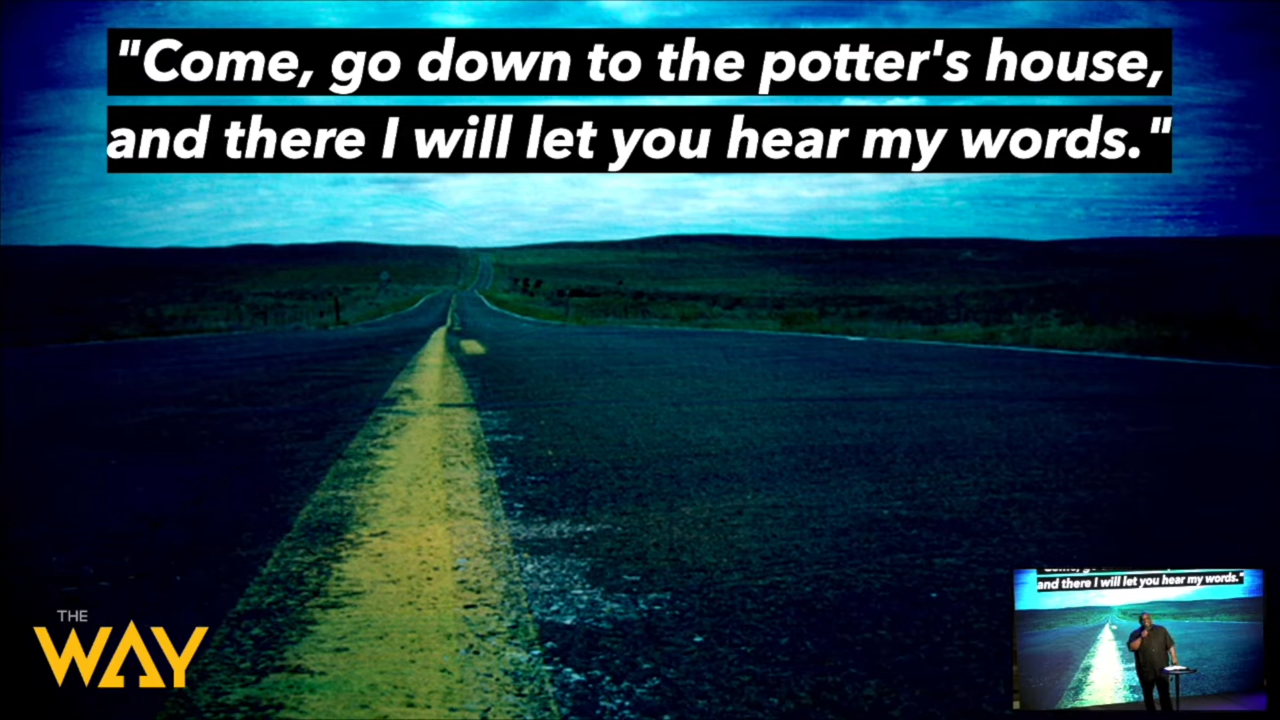 "Come, go down to the potter's house,
and there I will let you hear my words."
THE
WAY
and there I will let you hear my words."